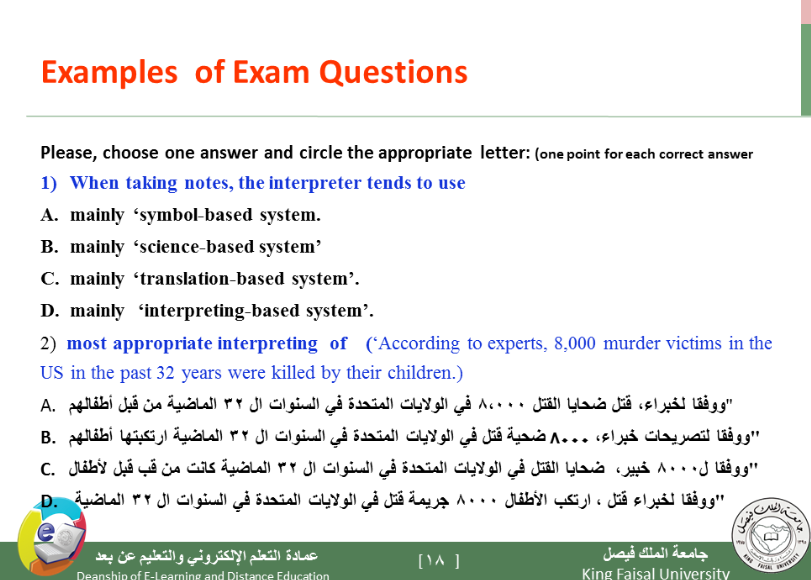 Examples of Exam Questions
Please, choose one answer and circle the appropriate letter: (one point for each correct answer
1) When taking notes, the interpreter tends to use
A. mainly ‘symbol-based system.
B. mainly ‘science-based system’
C. mainly ‘translation-based system’.
D. mainly ‘interpreting-based system’.
2) most appropriate interpreting of (‘According to experts, 8,000 murder victims in the
US in the past 32 years were killed by their children.)
A. "ووفقا لخبراء، قتل ضحايا القتل ٨،٠٠٠ في الولايات المتحدة في السنوات ال ٣٢ الماضية من قبل أطفالهم
B. "ووفقا لتصريحات خبراء، ٨٠٠٠ ضحية قتل في الولايات المتحدة في السنوات ال ٣٢ الماضية ارتكبتها أطفالهم
C. "ووفقا ل٨٠٠٠ خبير، ضحايا القتل في الولايات المتحدة في السنوات ال ٣٢ الماضية كانت من قب قبل لأطفال
D. "ووفقا لخبراء قتل ، ارتكب الأطفال ٨٠٠٠ جريمة قتل في الولايات المتحدة في السنوات ال ٣٢ الماضية
جامعة الملك فيصل [١٨ ] عمادة التعلم الإلكتروني والتعليم عن بعد
King Faisal University Deanship of E-Learning and Distance Education
e
KING FAISAL UNIVERSITY